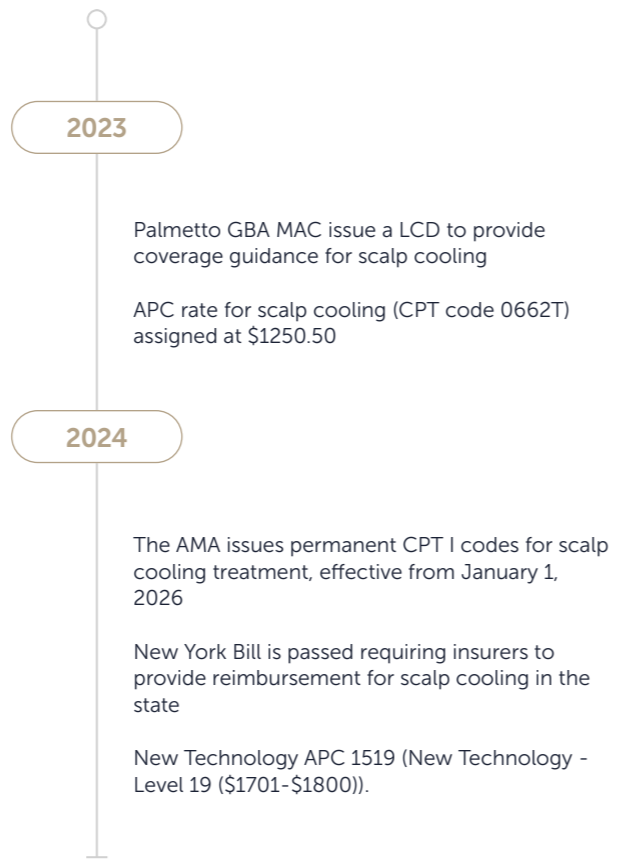 2023
Palmetto GBA MAC issue a LCD to provide
coverage guidance for scalp cooling
APC rate for scalp cooling (CPT code 0662T)
assigned at $1250.50
2024
The AMA issues permanent CPT I codes for scalp
cooling treatment, effective from January 1,
2026
New York Bill is passed requiring insurers to
provide reimbursement for scalp cooling in the
state
New Technology APC 1519 (New Technology -
Level 19 ($1701-$1800)).